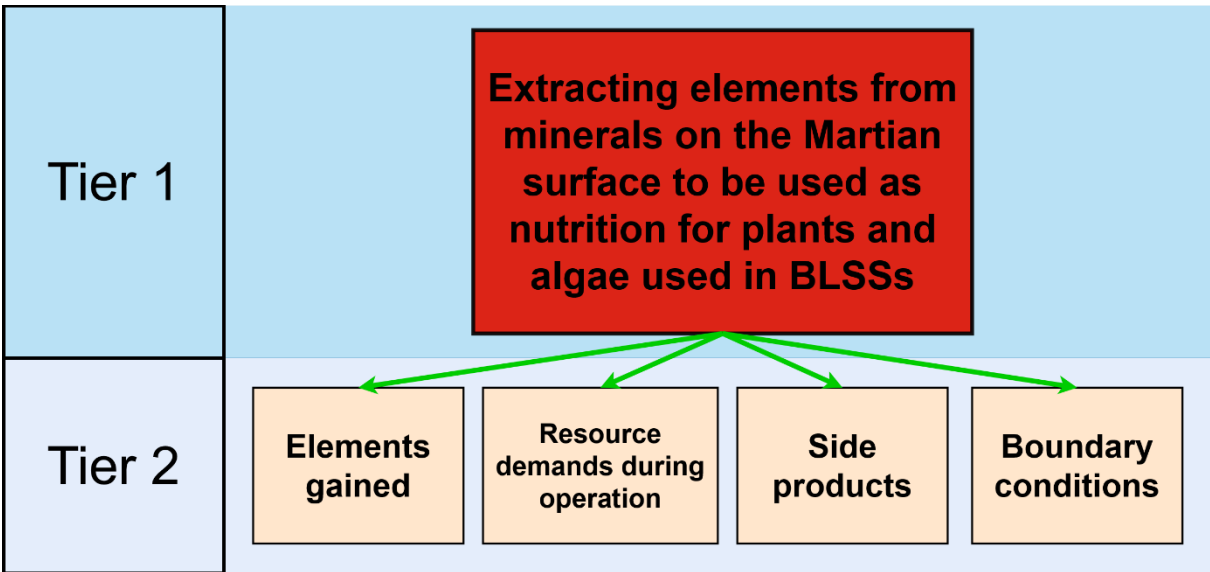 Tier 1
Extracting elements from
minerals on the Martian
surface to be used as
nutrition for plants and
algae used in BLSSs
Tier 2
Elements
gained
Resource
demands during
operation
Side
products
Boundary
conditions